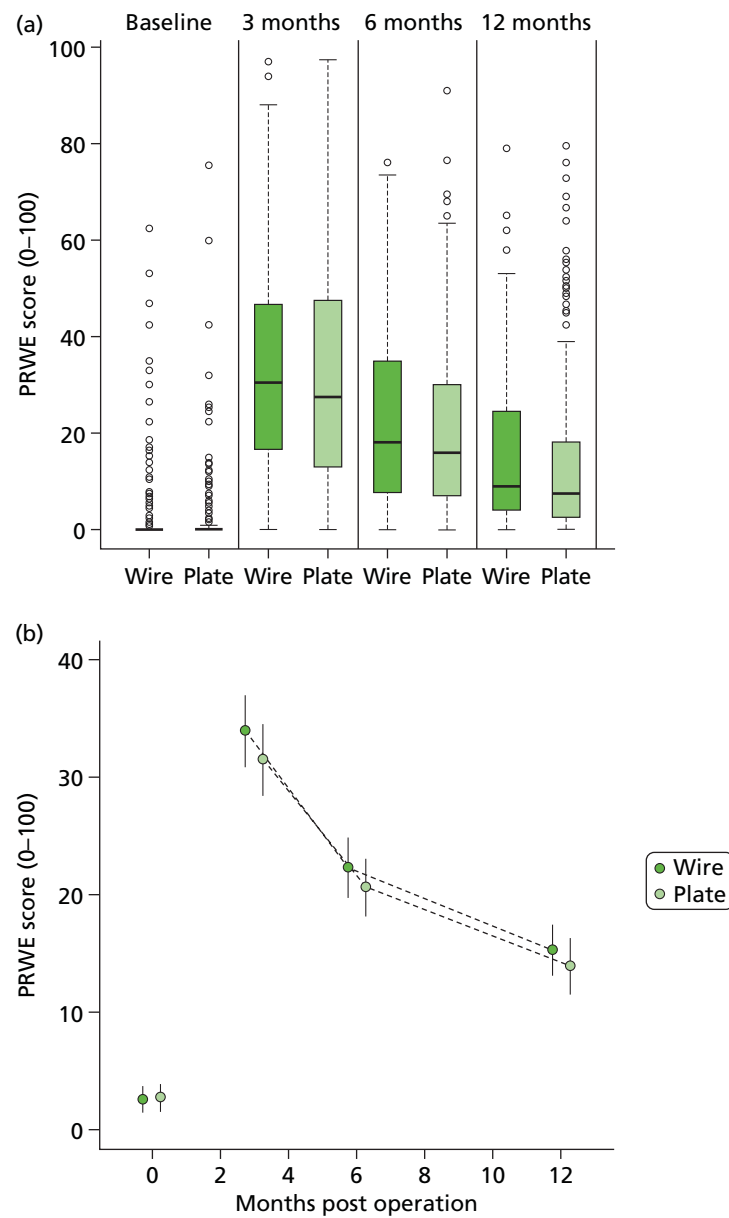 (a)
Baseline 3 months 6 months 12 months
100
80
60
40
20
0
PRWE score (0–100)
Wire Plate Wire Plate Wire Plate Wire Plate
(b)
40
30
20
10
0
PRWE score (0–100)
Wire
Plate
0 2 4 6 8 10 12
Months post operation